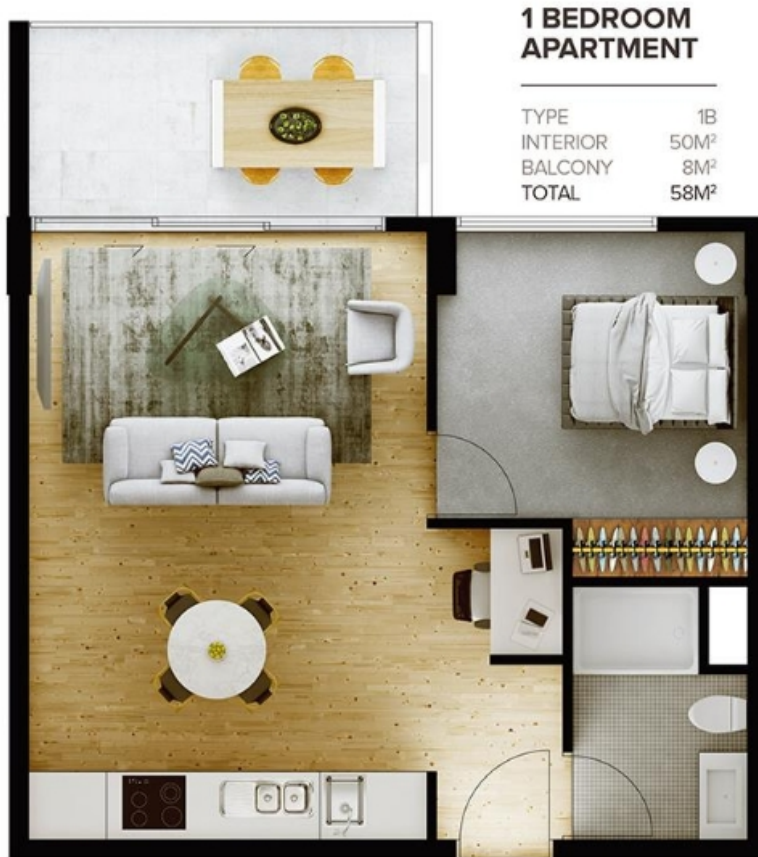 1 BEDROOM
APARTMENT
TYPE 1B
INTERIOR 50M²
BALCONY 8M²
TOTAL 58M²